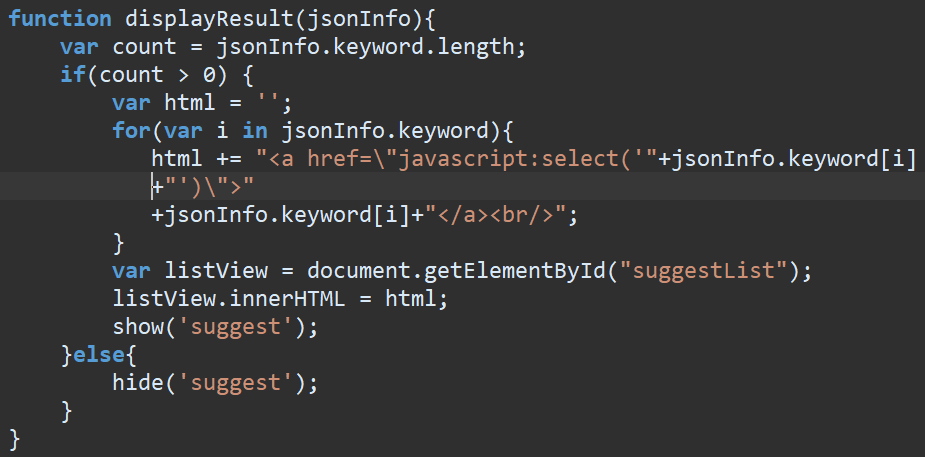 function displayResult(jsonInfo){
    var count = jsonInfo.keyword.length;
    if(count > 0) {
        var html = '';
        for(var i in jsonInfo.keyword){
           html += "<a href=\"javascript:select('"+jsonInfo.keyword[i]
           +"')\">"
           +jsonInfo.keyword[i]+"</a><br/>";
        }
        var listView = document.getElementById("suggestList");
        listView.innerHTML = html;
        show('suggest');
    }else{
        hide('suggest');
    }
}